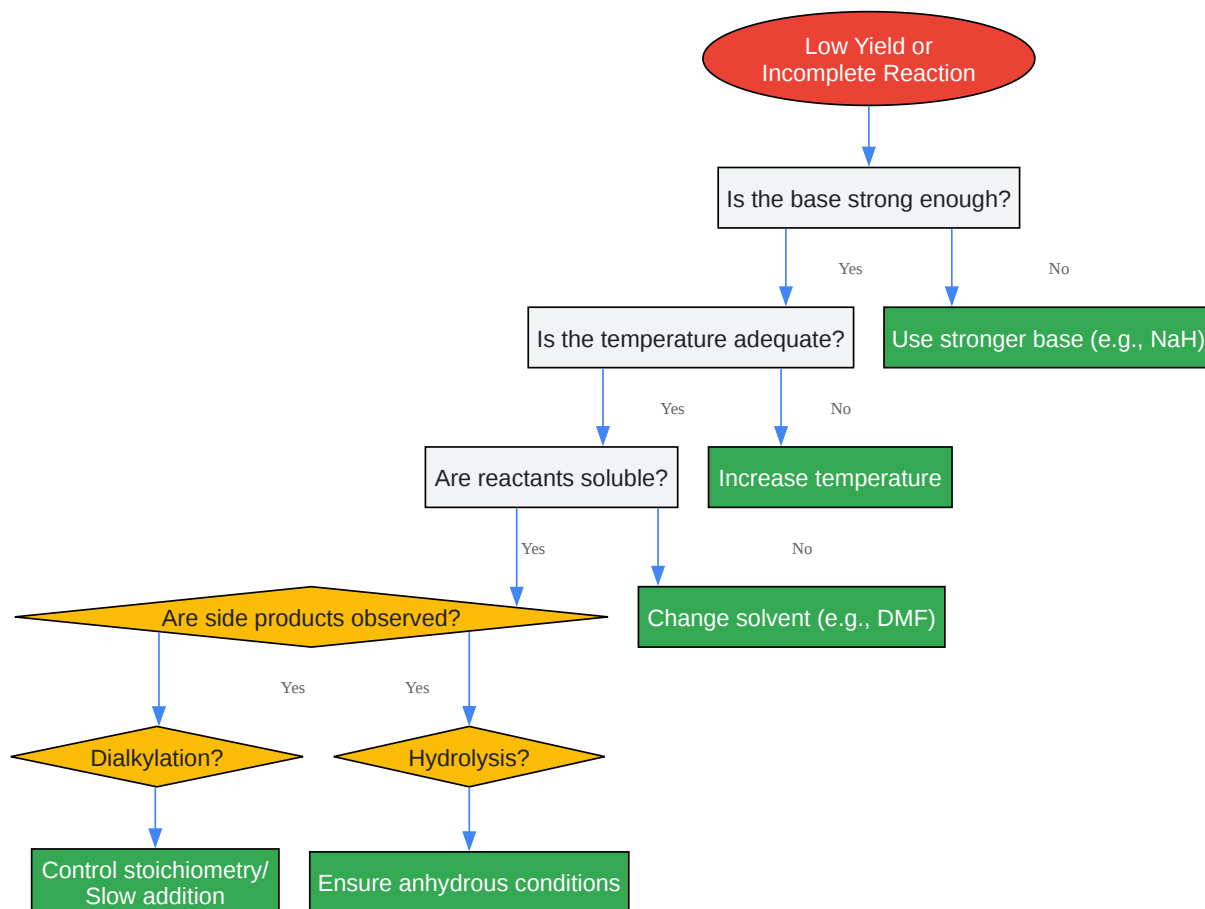 Low Yield or
Incomplete Reaction
Is the base strong enough?
Yes
No
Is the temperature adequate?
Use stronger base (e.g., NaH)
Yes
No
Are reactants soluble?
Increase temperature
Yes
No
Are side products observed?
Change solvent (e.g., DMF)
Yes
Yes
Dialkylation?
Hydrolysis?
Control stoichiometry/
Slow addition
Ensure anhydrous conditions